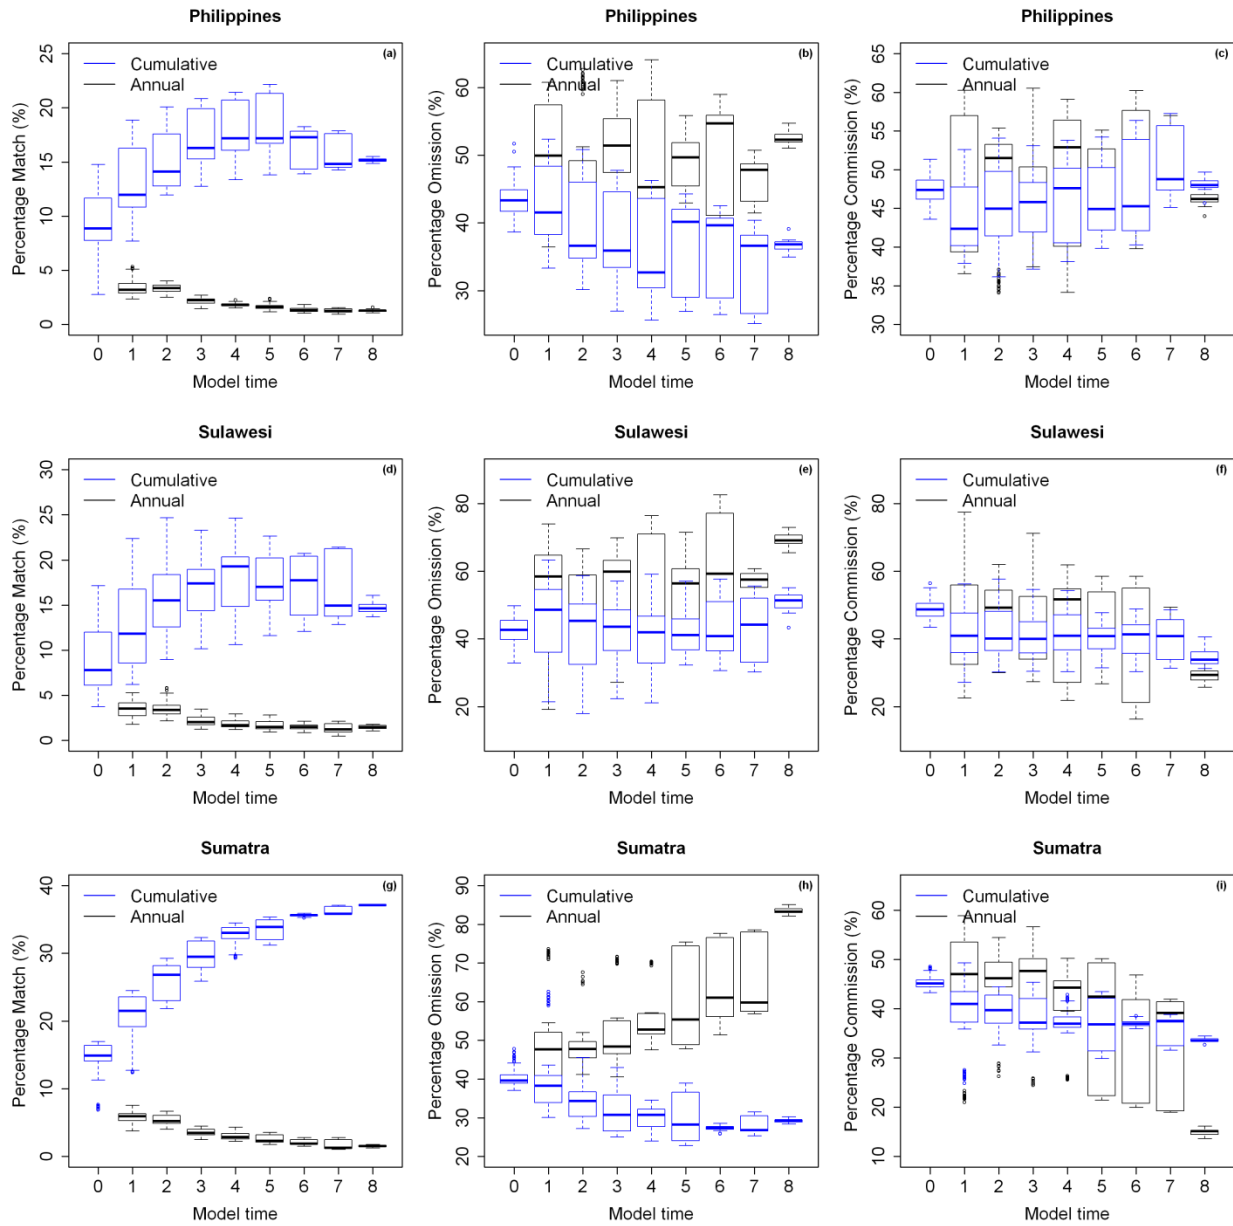 Philippines
(a)
Cumulative
Annual
Percentage Match (%)
25
20
15
10
5
0
0 1 2 3 4 5 6 7 8
Model time
Philippines
(b)
Cumulative
Annual
Percentage Omission (%)
60
50
40
30
0 1 2 3 4 5 6 7 8
Model time
Philippines
(c)
Cumulative
Annual
Percentage Commission (%)
65
60
55
50
45
40
35
30
0 1 2 3 4 5 6 7 8
Model time
Sulawesi
(d)
Cumulative
Annual
Percentage Match (%)
30
25
20
15
10
5
0
0 1 2 3 4 5 6 7 8
Model time
Sulawesi
(e)
Cumulative
Annual
Percentage Omission (%)
80
60
40
20
0 1 2 3 4 5 6 7 8
Model time
Sulawesi
(f)
Cumulative
Annual
Percentage Commission (%)
80
60
40
20
0 1 2 3 4 5 6 7 8
Model time
Sumatra
(g)
Cumulative
Annual
Percentage Match (%)
40
30
20
10
0
0 1 2 3 4 5 6 7 8
Model time
Sumatra
(h)
Cumulative
Annual
Percentage Omission (%)
90
80
70
60
50
40
30
20
0 1 2 3 4 5 6 7 8
Model time
Sumatra
(i)
Cumulative
Annual
Percentage Commission (%)
60
50
40
30
20
10
0 1 2 3 4 5 6 7 8
Model time